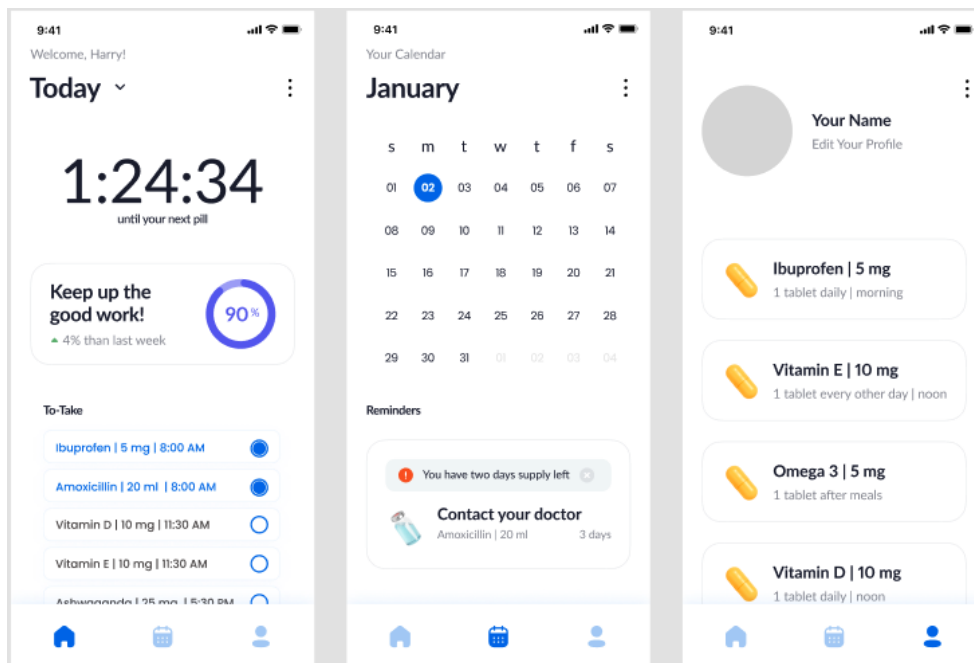 9:41
Welcome, Harry!
Today
1:24:34
until your next pill
Keep up the
good work!
4% than last week
90%
To-Take
Ibuprofen | 5 mg | 8:00 AM
Amoxicillin | 20 ml | 8:00 AM
Vitamin D | 10 mg | 11:30 AM
Vitamin E | 10 mg | 11:30 AM
Ashwaganda | 25 mg | 5:30 PM
9:41
Your Calendar
January
s m t w t f s
01 02 03 04 05 06 07
08 09 10 11 12 13 14
15 16 17 18 19 20 21
22 23 24 25 26 27 28
29 30 31 01 02 03 04
Reminders
You have two days supply left
Contact your doctor
Amoxicillin | 20 ml 3 days
9:41
Your Name
Edit Your Profile
Ibuprofen | 5 mg
1 tablet daily | morning
Vitamin E | 10 mg
1 tablet every other day | noon
Omega 3 | 5 mg
1 tablet after meals
Vitamin D | 10 mg
1 tablet daily | noon